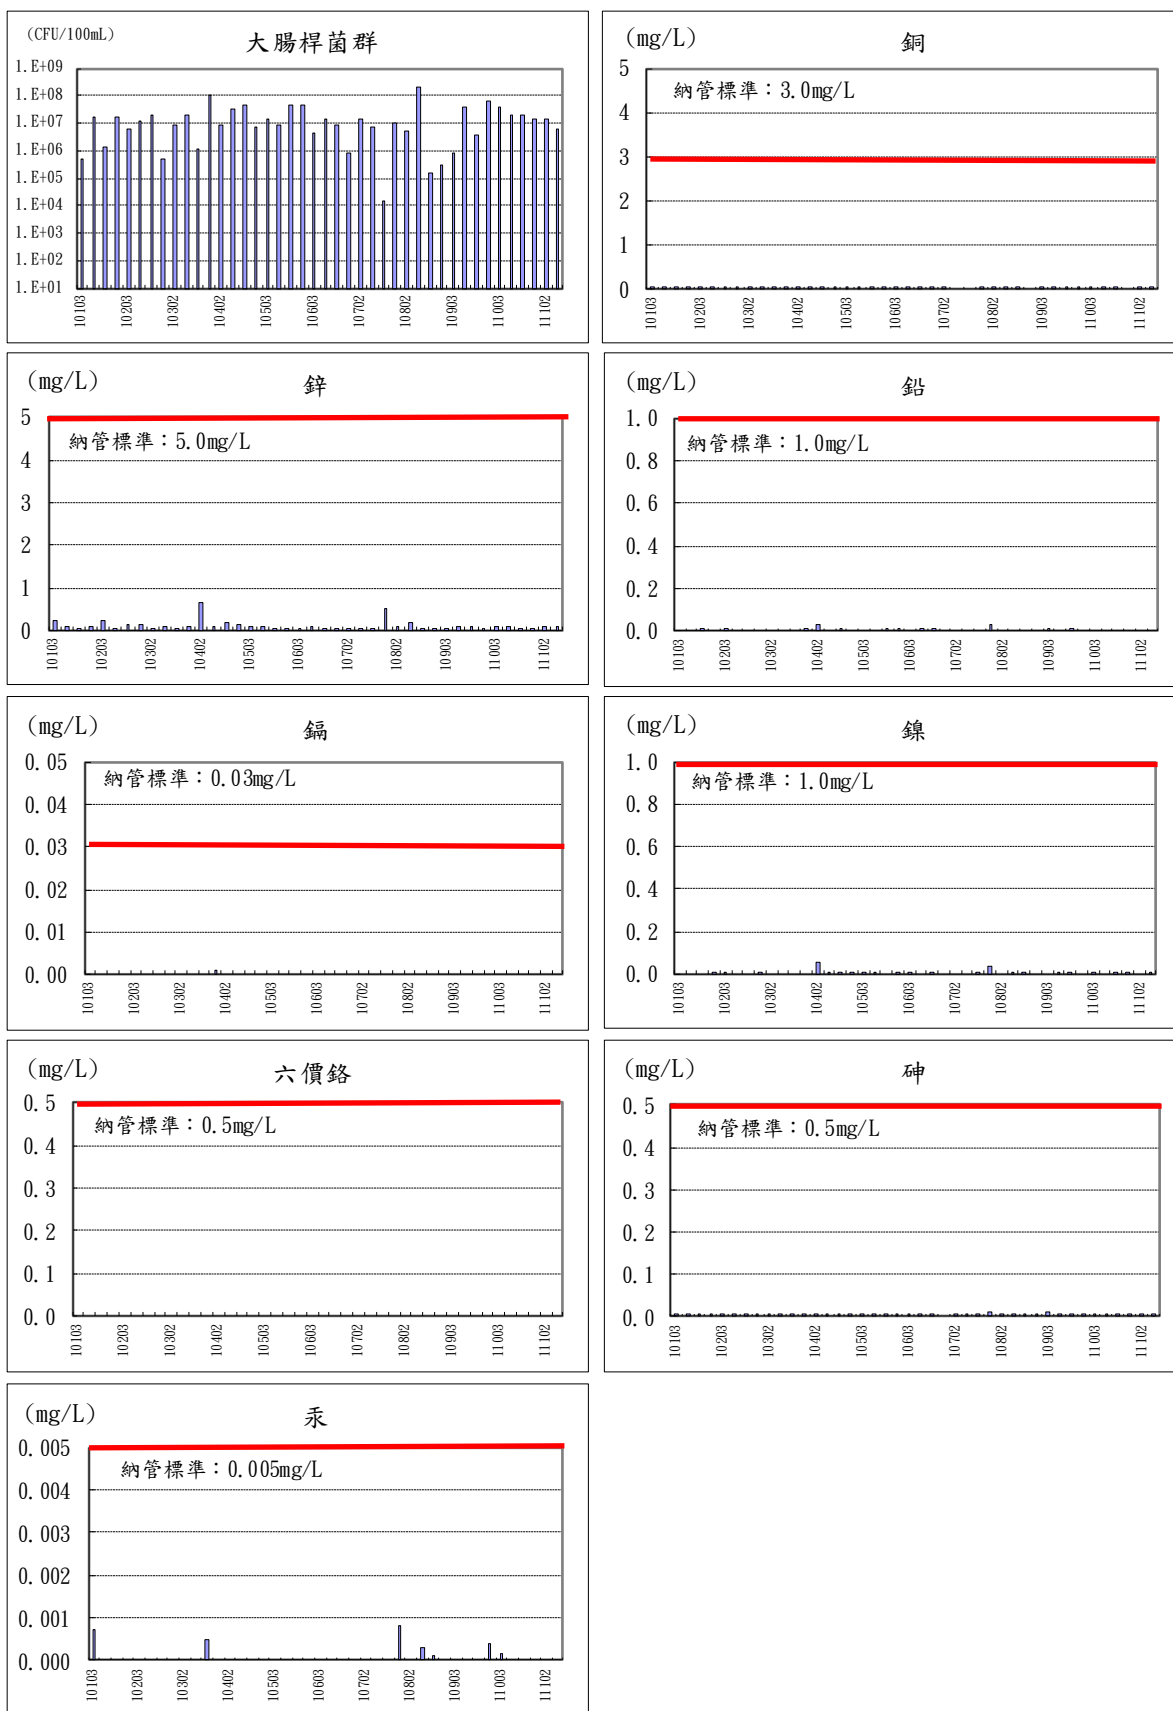 (CFU/100mL)
大腸桿菌群
1.E+09
1.E+08
1.E+07
1.E+06
1.E+05
1.E+04
1.E+03
1.E+02
1.E+01
10103 10203 10302 10402 10503 10603 10702 10802 10903 11003 11102
(mg/L)
銅
納管標準：3.0mg/L
5
4
3
2
1
0
10103 10203 10302 10402 10503 10603 10702 10802 10903 11003 11102
(mg/L)
鋅
納管標準：5.0mg/L
5
4
3
2
1
0
10103 10203 10302 10402 10503 10603 10702 10802 10903 11003 11102
(mg/L)
鉛
納管標準：1.0mg/L
1.0
0.8
0.6
0.4
0.2
0.0
10103 10203 10302 10402 10503 10603 10702 10802 10903 11003 11102
(mg/L)
鎘
納管標準：0.03mg/L
0.05
0.04
0.03
0.02
0.01
0.00
10103 10203 10302 10402 10503 10603 10702 10802 10903 11003 11102
(mg/L)
鎳
納管標準：1.0mg/L
1.0
0.8
0.6
0.4
0.2
0.0
10103 10203 10302 10402 10503 10603 10702 10802 10903 11003 11102
(mg/L)
六價鉻
納管標準：0.5mg/L
0.5
0.4
0.3
0.2
0.1
0.0
10103 10203 10302 10402 10503 10603 10702 10802 10903 11003 11102
(mg/L)
砷
納管標準：0.5mg/L
0.5
0.4
0.3
0.2
0.1
0.0
10103 10203 10302 10402 10503 10603 10702 10802 10903 11003 11102
(mg/L)
汞
納管標準：0.005mg/L
0.005
0.004
0.003
0.002
0.001
0.000
10103 10203 10302 10402 10503 10603 10702 10802 10903 11003 11102